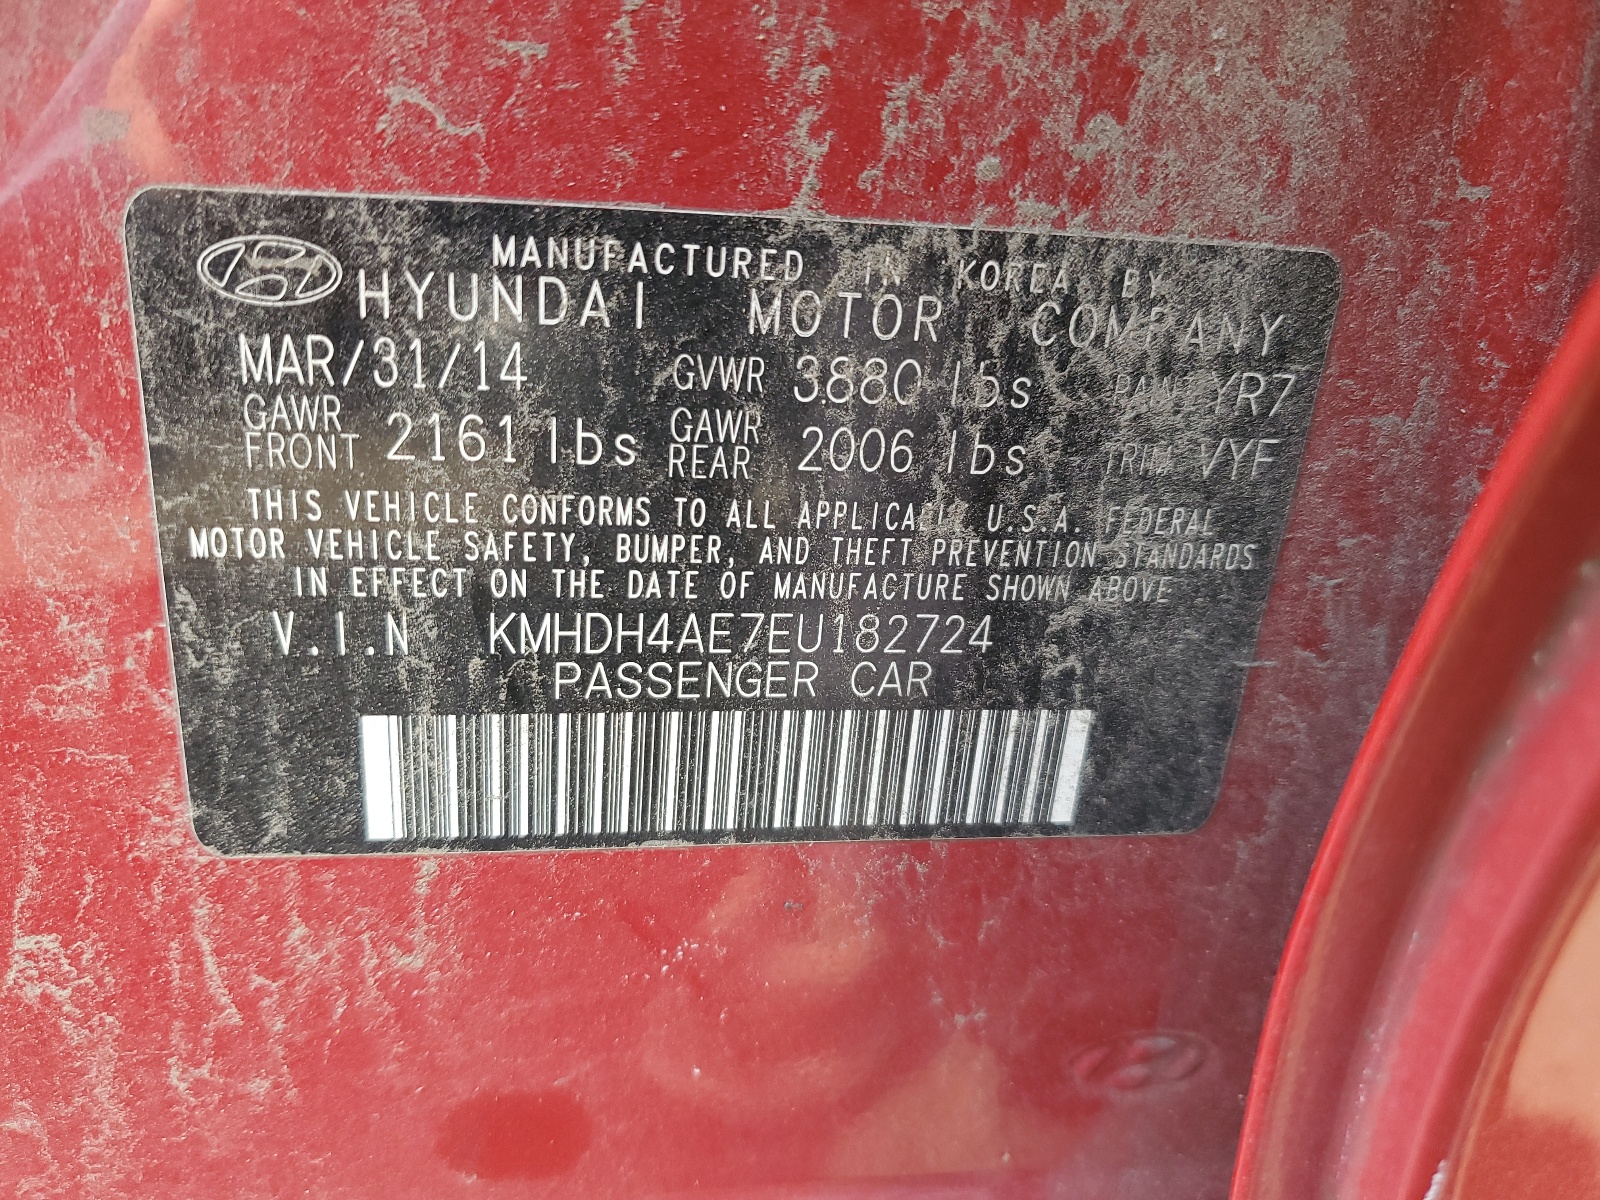 MANUFACTURED IN KOREA BY
HYUNDAI MOTOR COMPANY
MAR/31/14 GVWR 3880 lbs PAINT YR7
GAWR FRONT 2161 lbs GAWR REAR 2006 lbs TRIM VYF
THIS VEHICLE CONFORMS TO ALL APPLICABLE U.S.A. FEDERAL
MOTOR VEHICLE SAFETY, BUMPER, AND THEFT PREVENTION STANDARDS
IN EFFECT ON THE DATE OF MANUFACTURE SHOWN ABOVE
V.I.N KMHDH4AE7EU182724
PASSENGER CAR